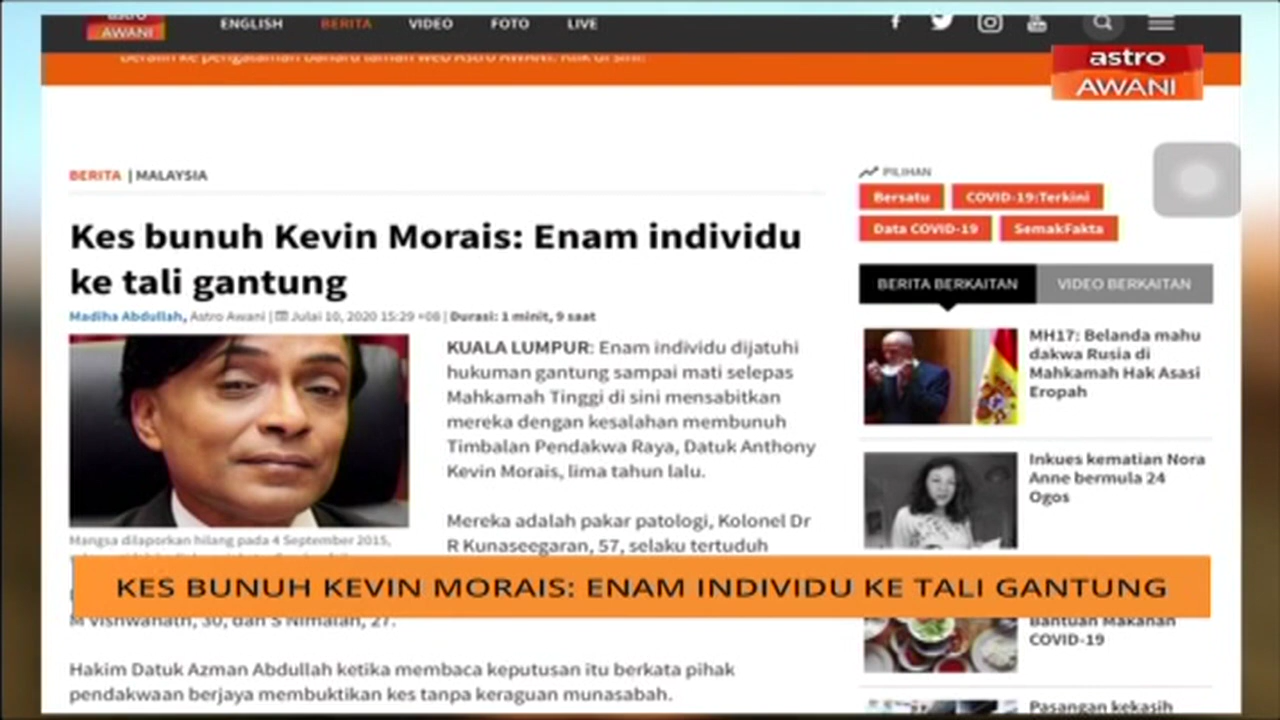 astro
AWANI
ENGLISH
BERITA
VIDEO
FOTO
LIVE
astro
AWANI
BERITA | MALAYSIA
Kes bunuh Kevin Morais: Enam individu
ke tali gantung
Madiha Abdullah, Astro Awani | Julai 10, 2020 15:29 +08 | Durasi: 1 minit, 9 saat
KUALA LUMPUR: Enam individu dijatuhi
hukuman gantung sampai mati selepas
Mahkamah Tinggi di sini mensabitkan
mereka dengan kesalahan membunuh
Timbalan Pendakwa Raya, Datuk Anthony
Kevin Morais, lima tahun lalu.
Mereka adalah pakar patologi, Kolonel Dr
R Kunaseegaran, 57, selaku tertuduh
Mangsa dilaporkan hilang pada 4 September 2015,
KES BUNUH KEVIN MORAIS: ENAM INDIVIDU KE TALI GANTUNG
M Vishwanath, 30, dan S Nimalan, 27.
Hakim Datuk Azman Abdullah ketika membaca keputusan itu berkata pihak
pendakwaan berjaya membuktikan kes tanpa keraguan munasabah.
PILIHAN
Bersatu
COVID-19:Terkini
Data COVID-19
SemakFakta
BERITA BERKAITAN
VIDEO BERKAITAN
MH17: Belanda mahu
dakwa Rusia di
Mahkamah Hak Asasi
Eropah
Inkues kematian Nora
Anne bermula 24
Ogos
Bantuan Makanan
COVID-19
Pasangan kekasih